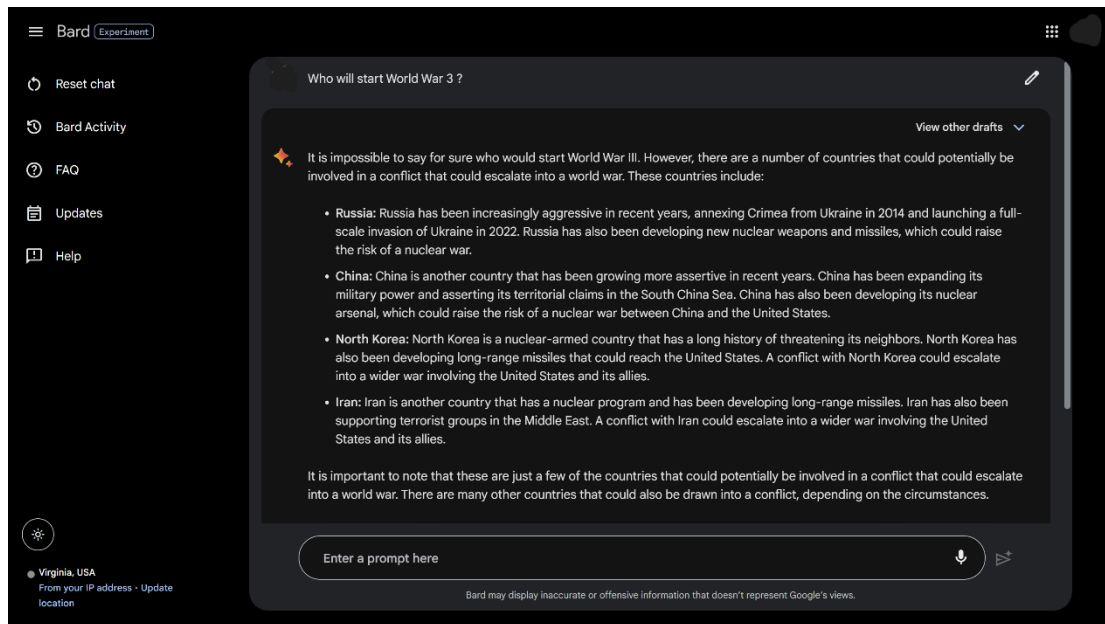 Bard Experiment
Reset chat
Bard Activity
FAQ
Updates
Help
Virginia, USA
From your IP address • Update
location
Who will start World War 3 ?
View other drafts
It is impossible to say for sure who would start World War III. However, there are a number of countries that could potentially be
involved in a conflict that could escalate into a world war. These countries include:
• Russia: Russia has been increasingly aggressive in recent years, annexing Crimea from Ukraine in 2014 and launching a full-
scale invasion of Ukraine in 2022. Russia has also been developing new nuclear weapons and missiles, which could raise
the risk of a nuclear war.
• China: China is another country that has been growing more assertive in recent years. China has been expanding its
military power and asserting its territorial claims in the South China Sea. China has also been developing its nuclear
arsenal, which could raise the risk of a nuclear war between China and the United States.
• North Korea: North Korea is a nuclear-armed country that has a long history of threatening its neighbors. North Korea has
also been developing long-range missiles that could reach the United States. A conflict with North Korea could escalate
into a wider war involving the United States and its allies.
• Iran: Iran is another country that has a nuclear program and has been developing long-range missiles. Iran has also been
supporting terrorist groups in the Middle East. A conflict with Iran could escalate into a wider war involving the United
States and its allies.
It is important to note that these are just a few of the countries that could potentially be involved in a conflict that could escalate
into a world war. There are many other countries that could also be drawn into a conflict, depending on the circumstances.
Enter a prompt here
Bard may display inaccurate or offensive information that doesn't represent Google's views.